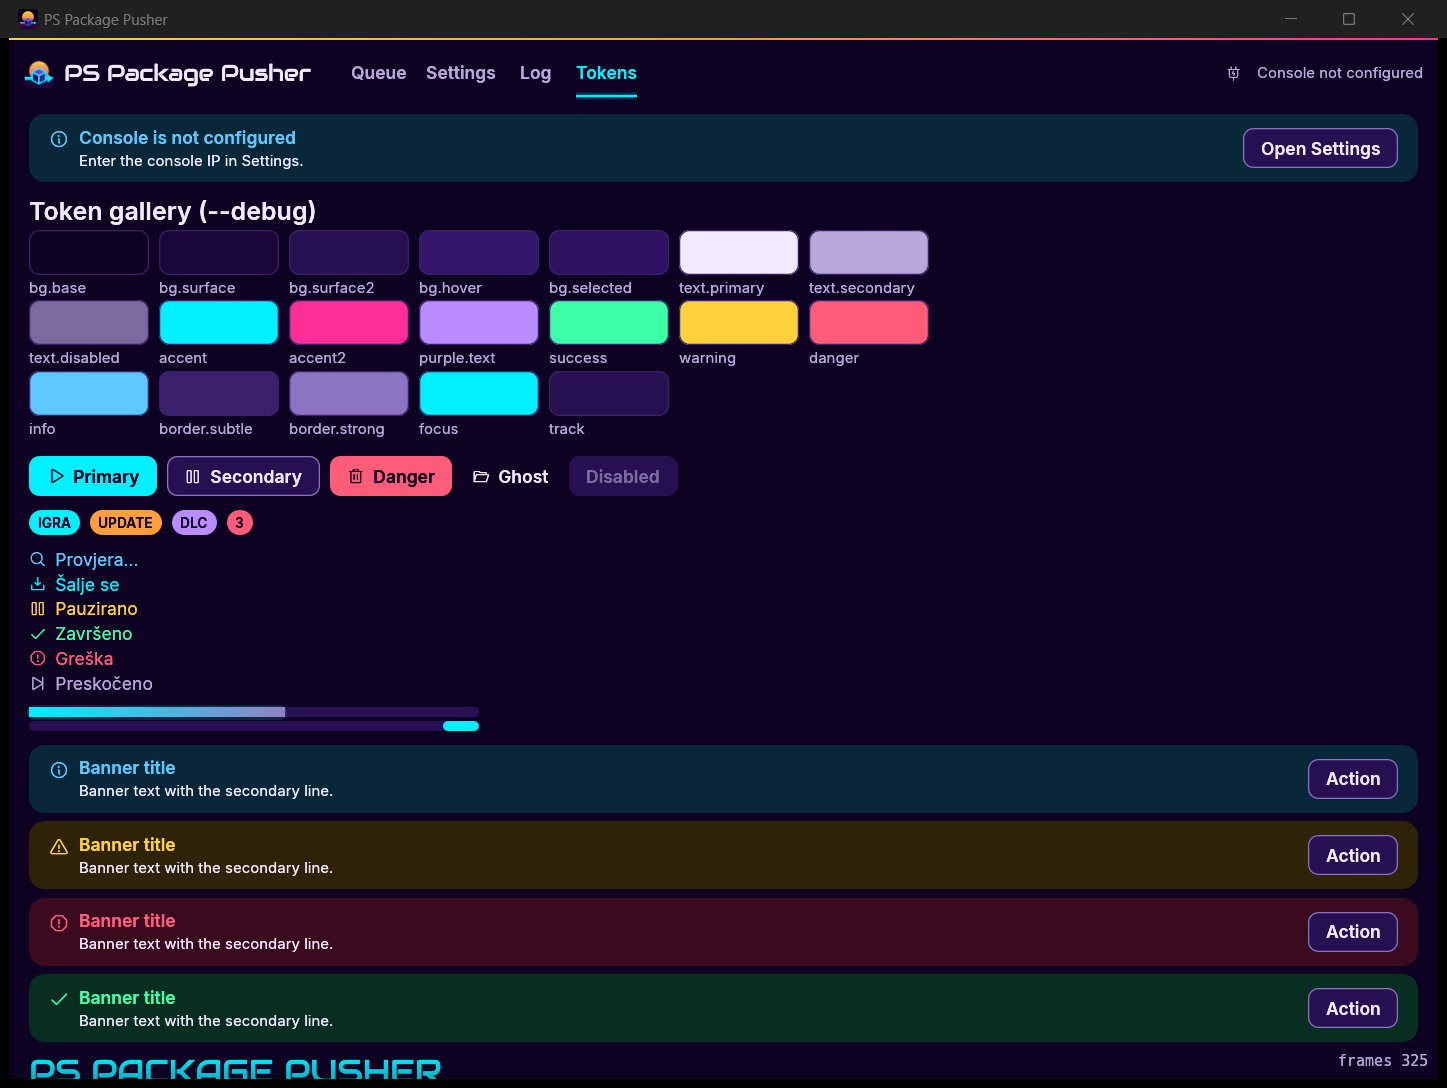 PS Package Pusher
PS Package Pusher
Queue
Settings
Log
Tokens
Console not configured
Console is not configured
Enter the console IP in Settings.
Open Settings
Token gallery (--debug)
bg.base
bg.surface
bg.surface2
bg.hover
bg.selected
text.primary
text.secondary
text.disabled
accent
accent2
purple.text
success
warning
danger
info
border.subtle
border.strong
focus
track
Primary
Secondary
Danger
Ghost
Disabled
IGRA
UPDATE
DLC
3
Provjera...
Šalje se
Pauzirano
Završeno
Greška
Preskočeno
Banner title
Banner text with the secondary line.
Action
Banner title
Banner text with the secondary line.
Action
Banner title
Banner text with the secondary line.
Action
Banner title
Banner text with the secondary line.
Action
PS PACKAGE PUSHER
frames 325